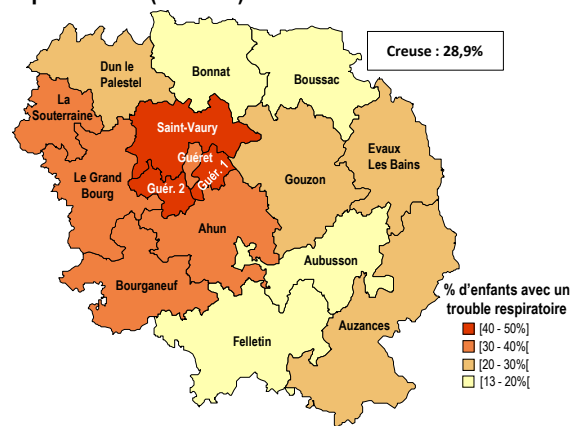 Creuse : 28,9%
Dun le
Palestel
Bonnat
Boussac
La
Souterraine
Saint-Vaury
Guéret
Guér. 1
Guér. 2
Le Grand
Bourg
Gouzon
Evaux
Les Bains
Ahun
Aubusson
Bourganeuf
Auzances
Felletin
% d'enfants avec un
trouble respiratoire
[40 - 50%]
[30 - 40%[
[20 - 30%[
[13 - 20%[